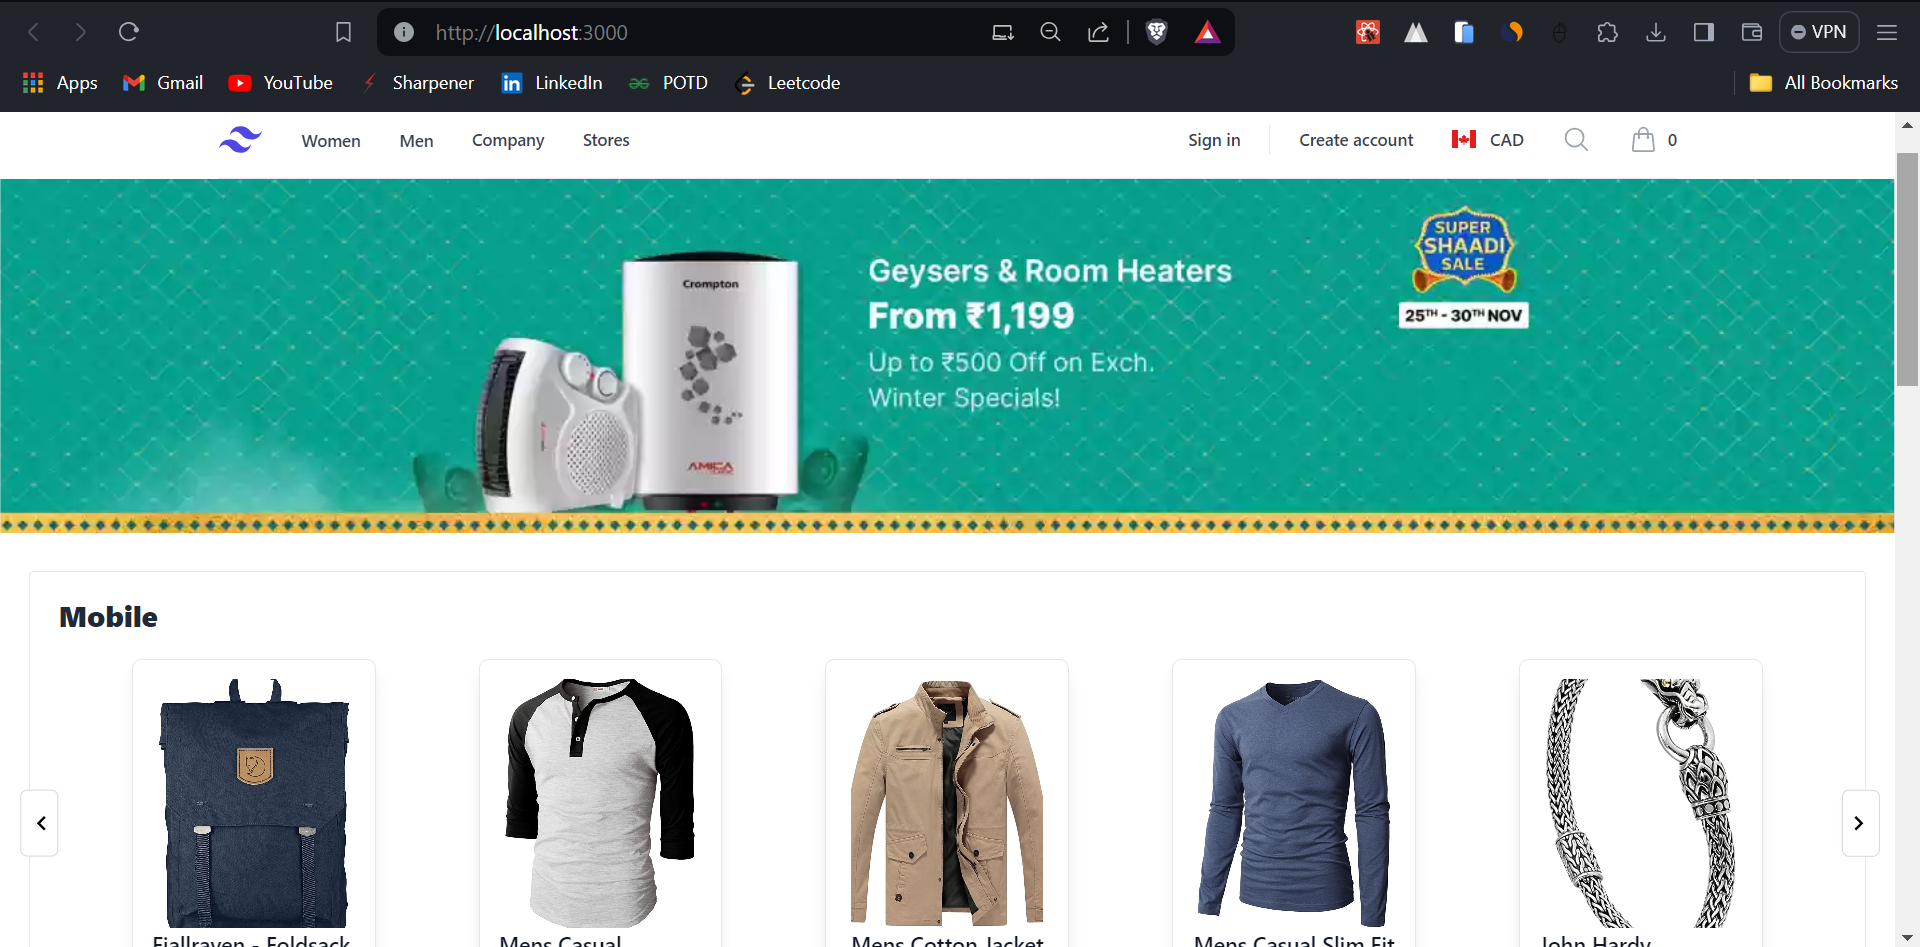 http://localhost:3000
VPN
Apps
Gmail
YouTube
Sharpener
LinkedIn
POTD
Leetcode
All Bookmarks
Women
Men
Company
Stores
Sign in
Create account
CAD
0
Crompton
AMICA
Geysers & Room Heaters
From ₹1,199
Up to ₹500 Off on Exch.
Winter Specials!
SUPER
SHAADI
SALE
25TH - 30TH NOV
Mobile
Fjallraven - Foldsack
Mens Casual
Mens Cotton Jacket
Mens Casual Slim Fit
John Hardy